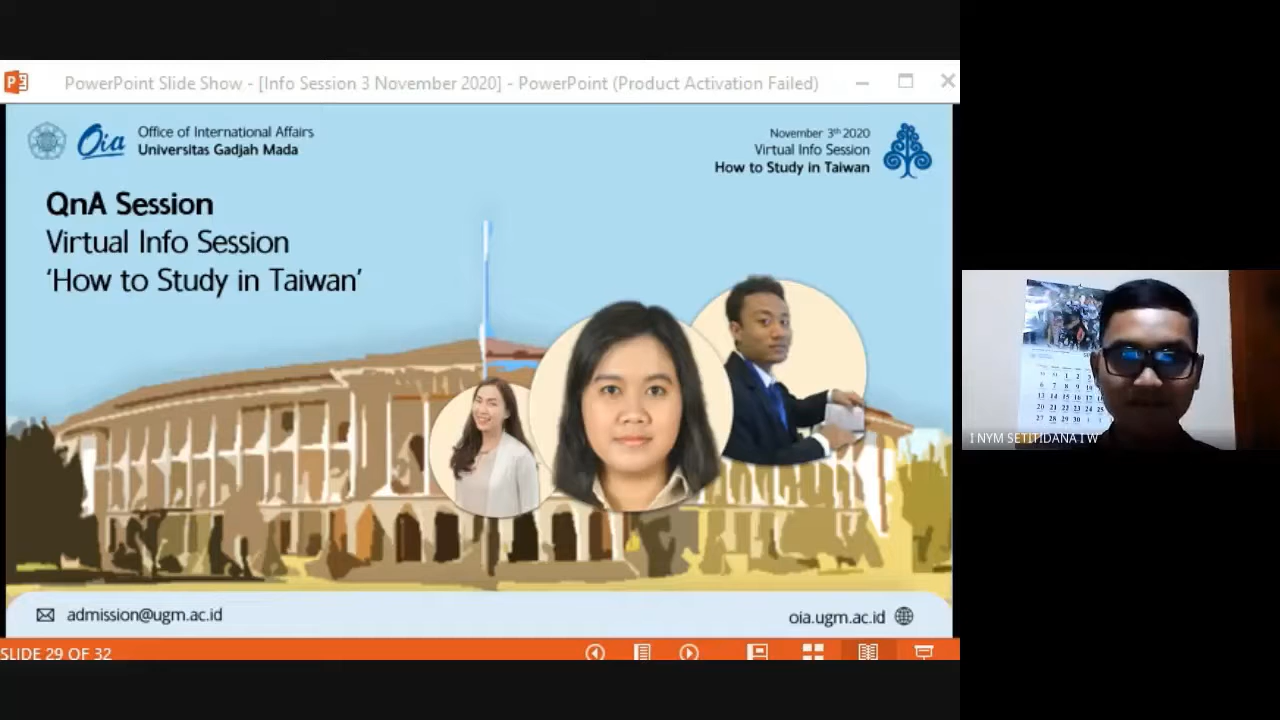 PowerPoint Slide Show - [Info Session 3 November 2020] - PowerPoint (Product Activation Failed)
Oia
Office of International Affairs
Universitas Gadjah Mada
November 3th 2020
Virtual Info Session
How to Study in Taiwan
QnA Session
Virtual Info Session
‘How to Study in Taiwan’
I NYM SETITIDANA I W
admission@ugm.ac.id
oia.ugm.ac.id
SLIDE 29 OF 32